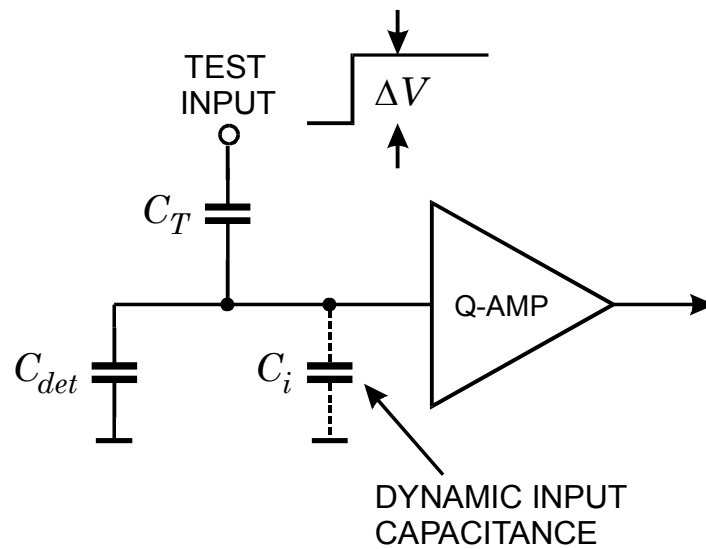 TEST
INPUT
ΔV
C_T
Q-AMP
C_det
C_i
DYNAMIC INPUT
CAPACITANCE